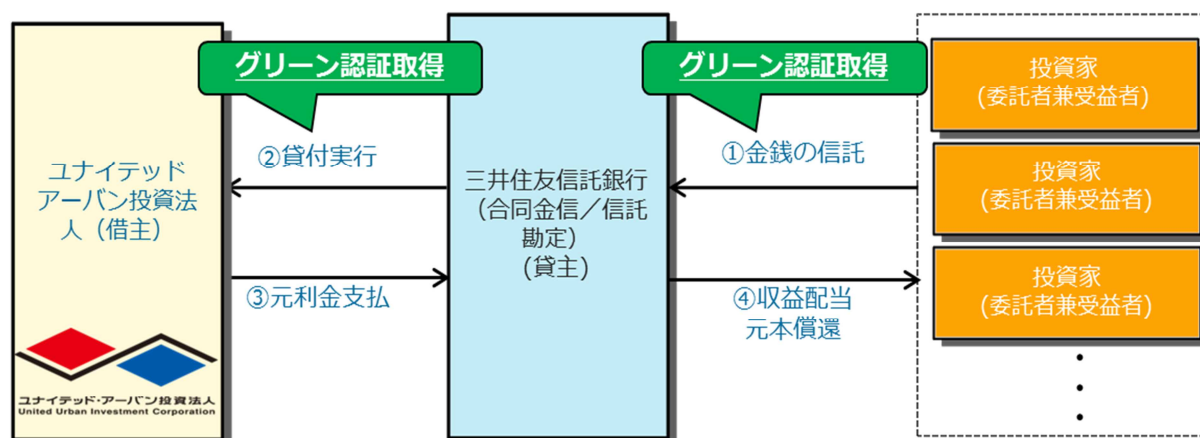 グリーン認証取得
グリーン認証取得
②貸付実行
①金銭の信託
ユナイテッド
アーバン投資法
人（借主）
三井住友信託銀行
(合同金信／信託
勘定)
(貸主)
③元利金支払
④収益配当
元本償還
投資家
(委託者兼受益者)
投資家
(委託者兼受益者)
投資家
(委託者兼受益者)
ユナイテッド・アーバン投資法人
United Urban Investment Corporation